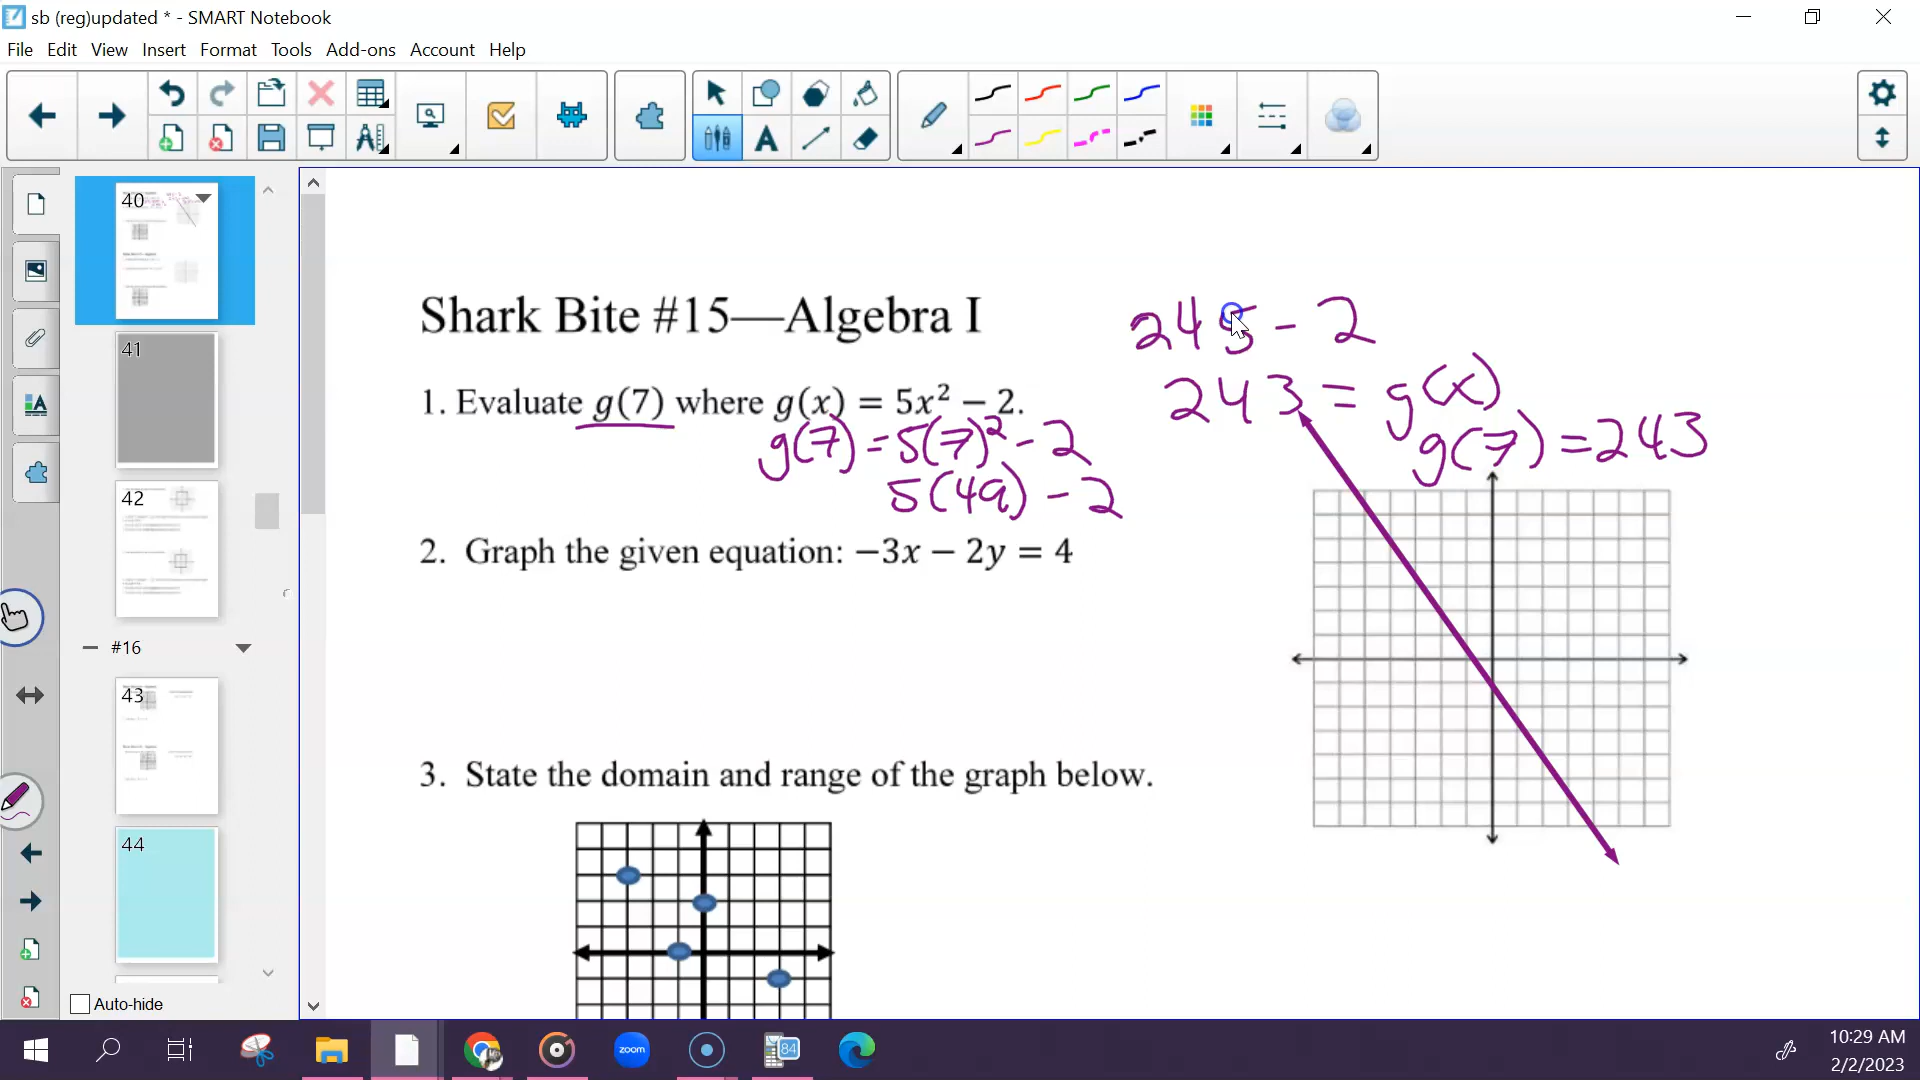 sb (reg)updated * - SMART Notebook
File Edit View Insert Format Tools Add-ons Account Help
40
41
42
#16
43
44
Auto-hide
Shark Bite #15—Algebra I
245 - 2
1. Evaluate g(7) where g(x) = 5x² − 2.
243 = g(x)
g(7) = 5(7)² - 2
g(7) = 243
5(49) - 2
2. Graph the given equation: −3x − 2y = 4
3. State the domain and range of the graph below.
zoom
84
10:29 AM
2/2/2023